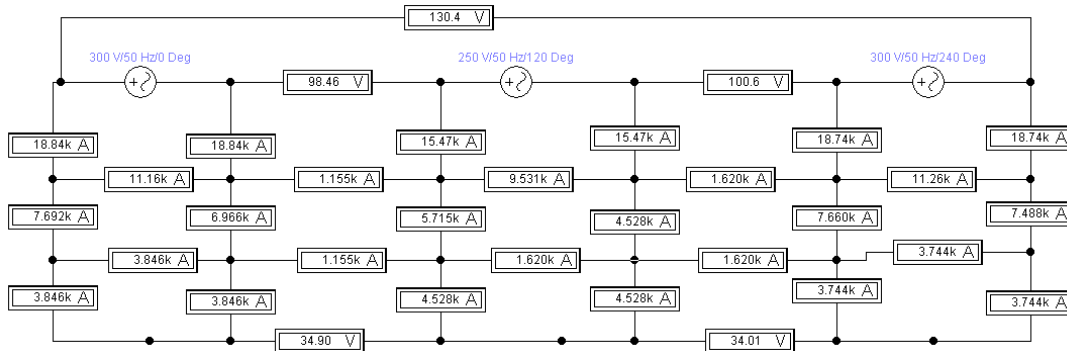 130.4 V
300 V/50 Hz/0 Deg
250 V/50 Hz/120 Deg
300 V/50 Hz/240 Deg
98.46 V
100.6 V
18.84k A
18.84k A
15.47k A
15.47k A
18.74k A
18.74k A
11.16k A
1.155k A
9.531k A
1.620k A
11.26k A
7.692k A
6.966k A
5.715k A
4.528k A
7.660k A
7.488k A
3.846k A
1.155k A
1.620k A
1.620k A
3.744k A
3.846k A
3.846k A
4.528k A
4.528k A
3.744k A
3.744k A
34.90 V
34.01 V